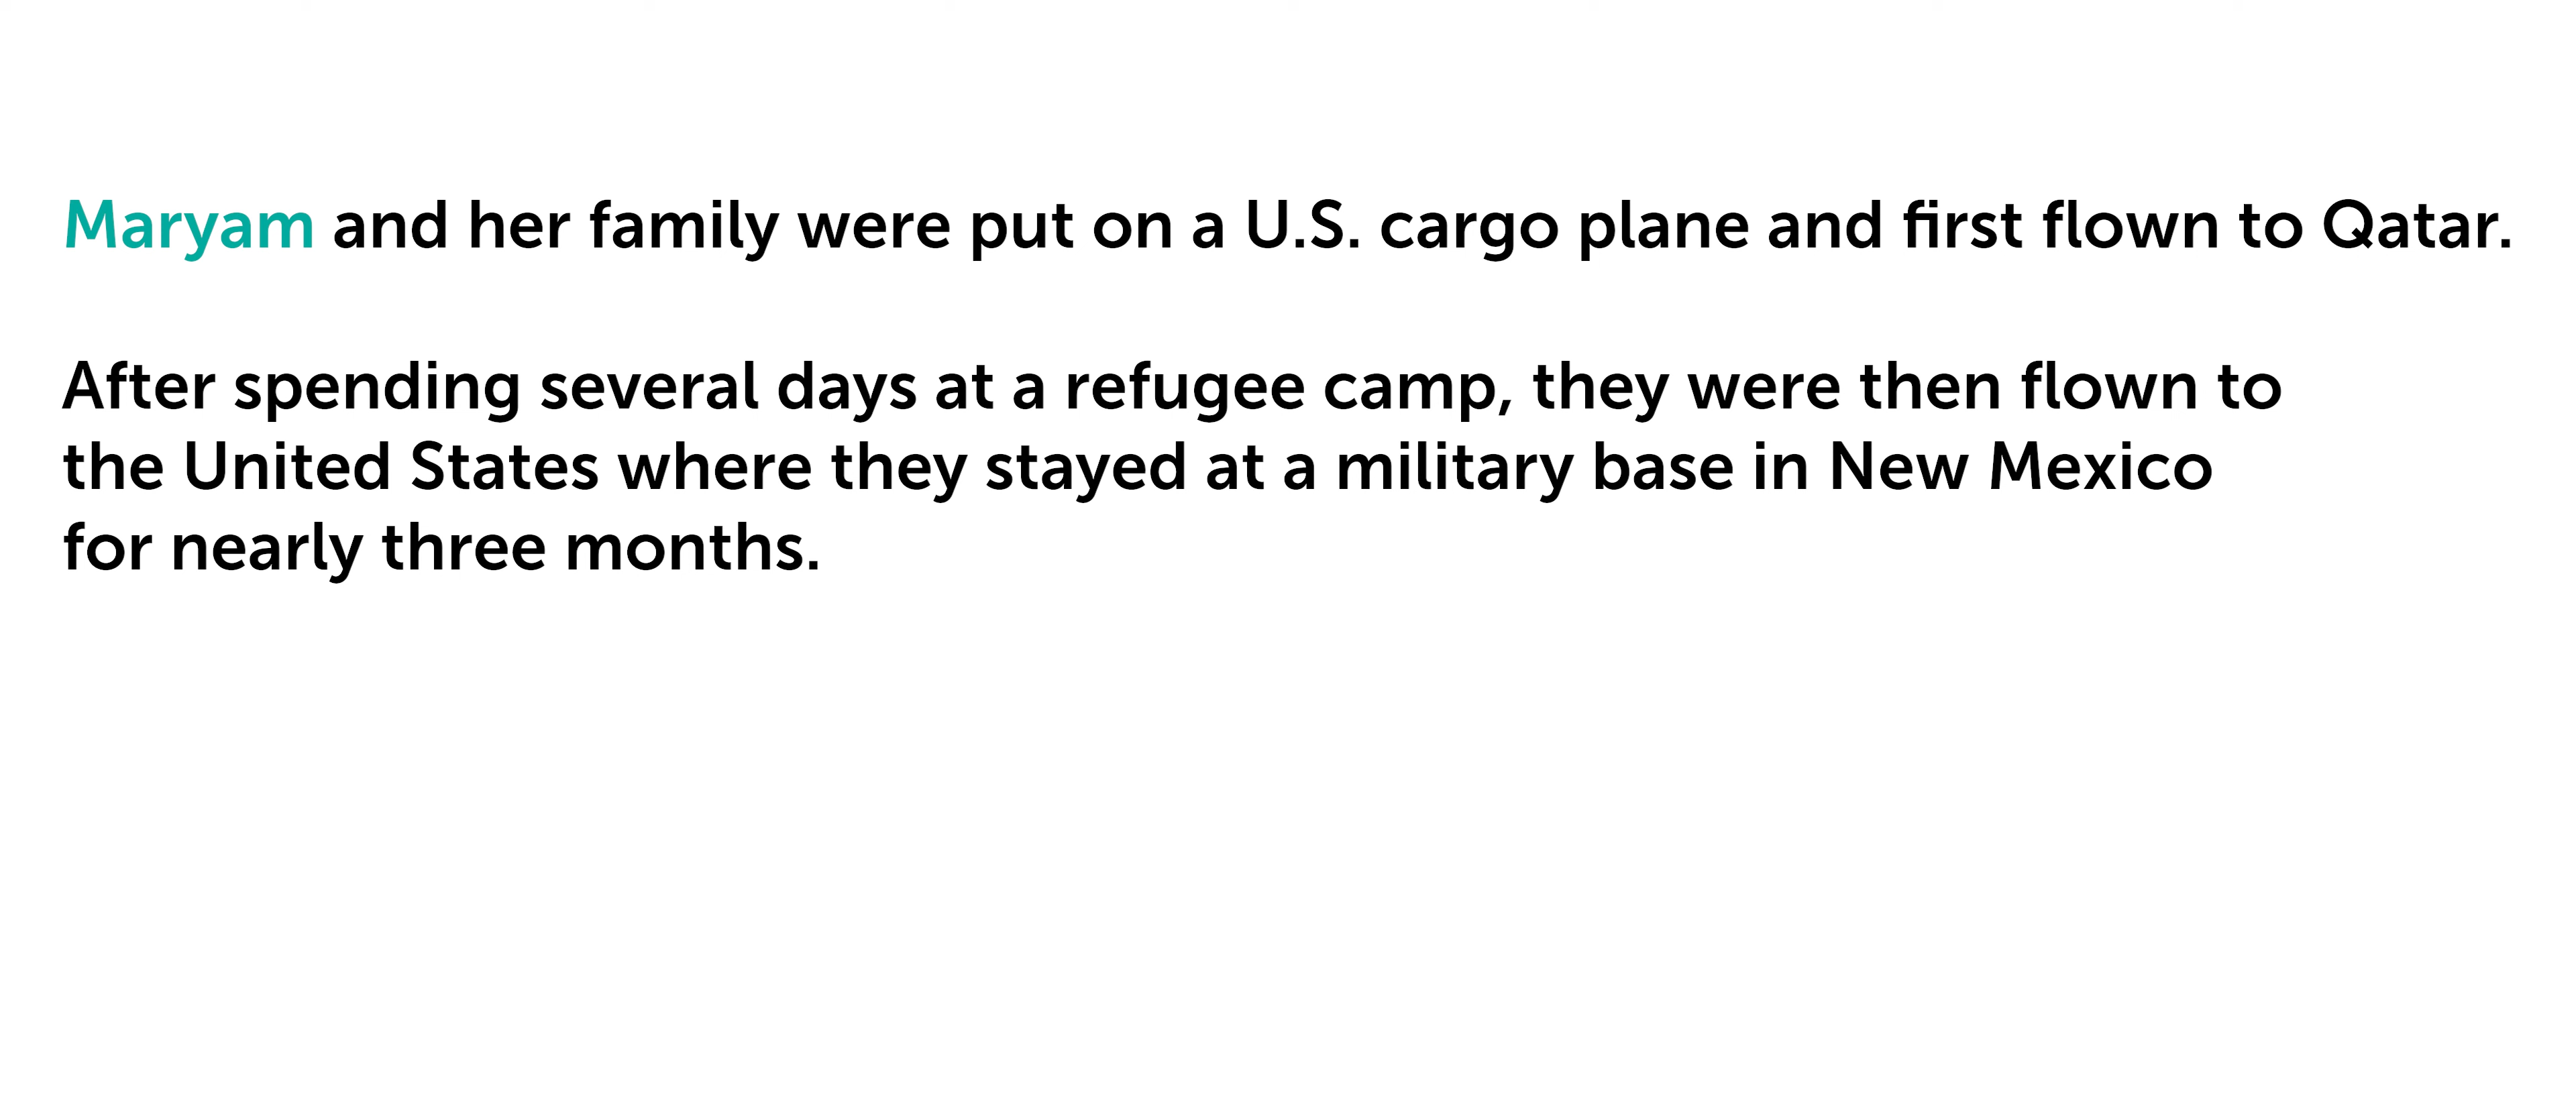 Maryam and her family were put on a U.S. cargo plane and first flown to Qatar.
After spending several days at a refugee camp, they were then flown to
the United States where they stayed at a military base in New Mexico
for nearly three months.